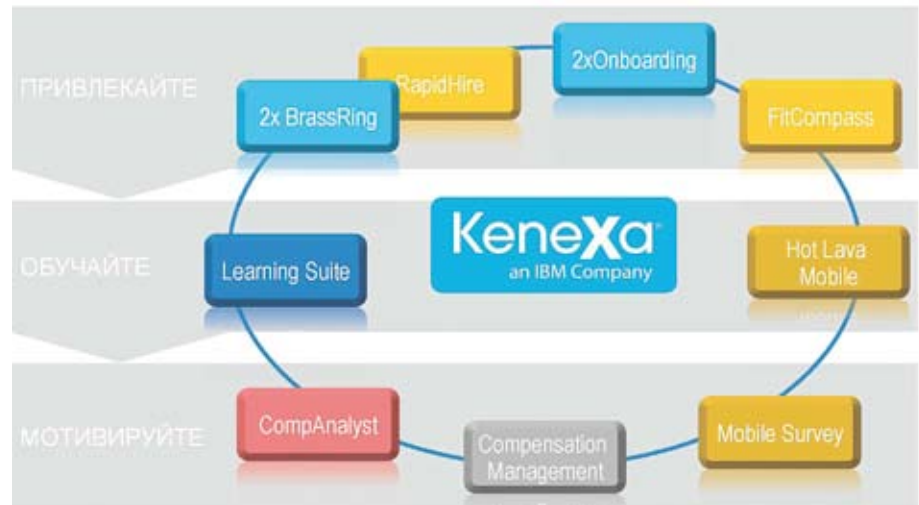 ПРИВЛЕКАЙТЕ
2xOnboarding
RapidHire
2x BrassRing
FitCompass
Kenexa
an IBM Company
ОБУЧАЙТЕ
Learning Suite
Hot Lava
Mobile
МОТИВИРУЙТЕ
CompAnalyst
Compensation
Management
Mobile Survey